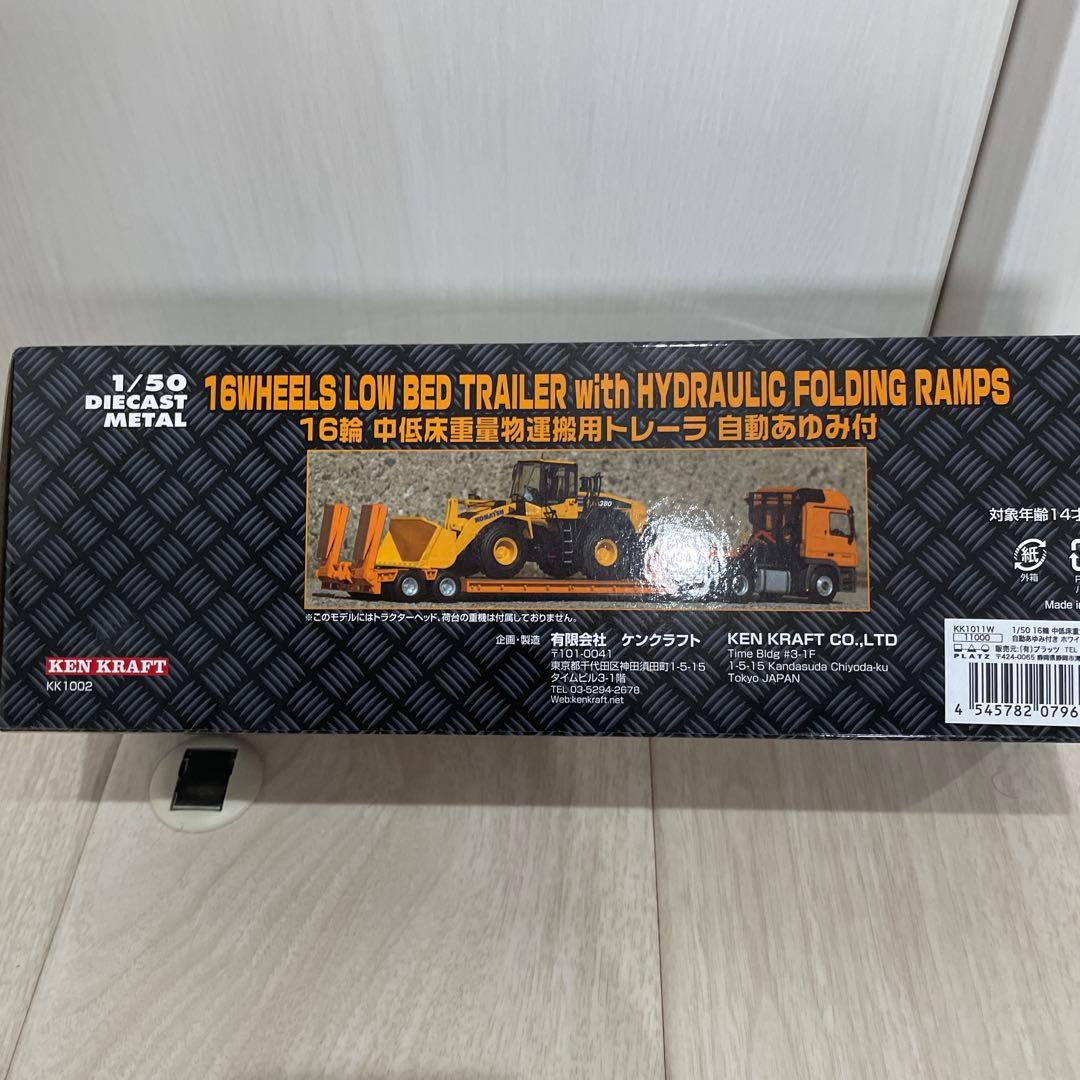 1/50
DIECAST
METAL
16WHEELS LOW BED TRAILER with HYDRAULIC FOLDING RAMPS
16輪 中低床重量物運搬用トレーラ 自動あゆみ付
KOMATSU
380
※このモデルにはトラクターヘッド、荷台の重機は付属しておりません。
対象年齢14才
紙
外箱
Made in
企画・製造
有限会社 ケンクラフト
〒101-0041
東京都千代田区神田須田町1-5-15
タイムビル3-1階
TEL 03-5294-2678
Web:kenkraft.net
KEN KRAFT CO.,LTD
Time Bldg #3-1F
1-5-15 Kandasuda Chiyoda-ku
Tokyo JAPAN
KEN KRAFT
KK1002
KK1011W
11000
1/50 16輪 中低床重
自動あゆみ付き ホワイ
PLATZ
販売元:(有)プラッツ TEL
〒424-0065 静岡県静岡市清
4 545782 0796